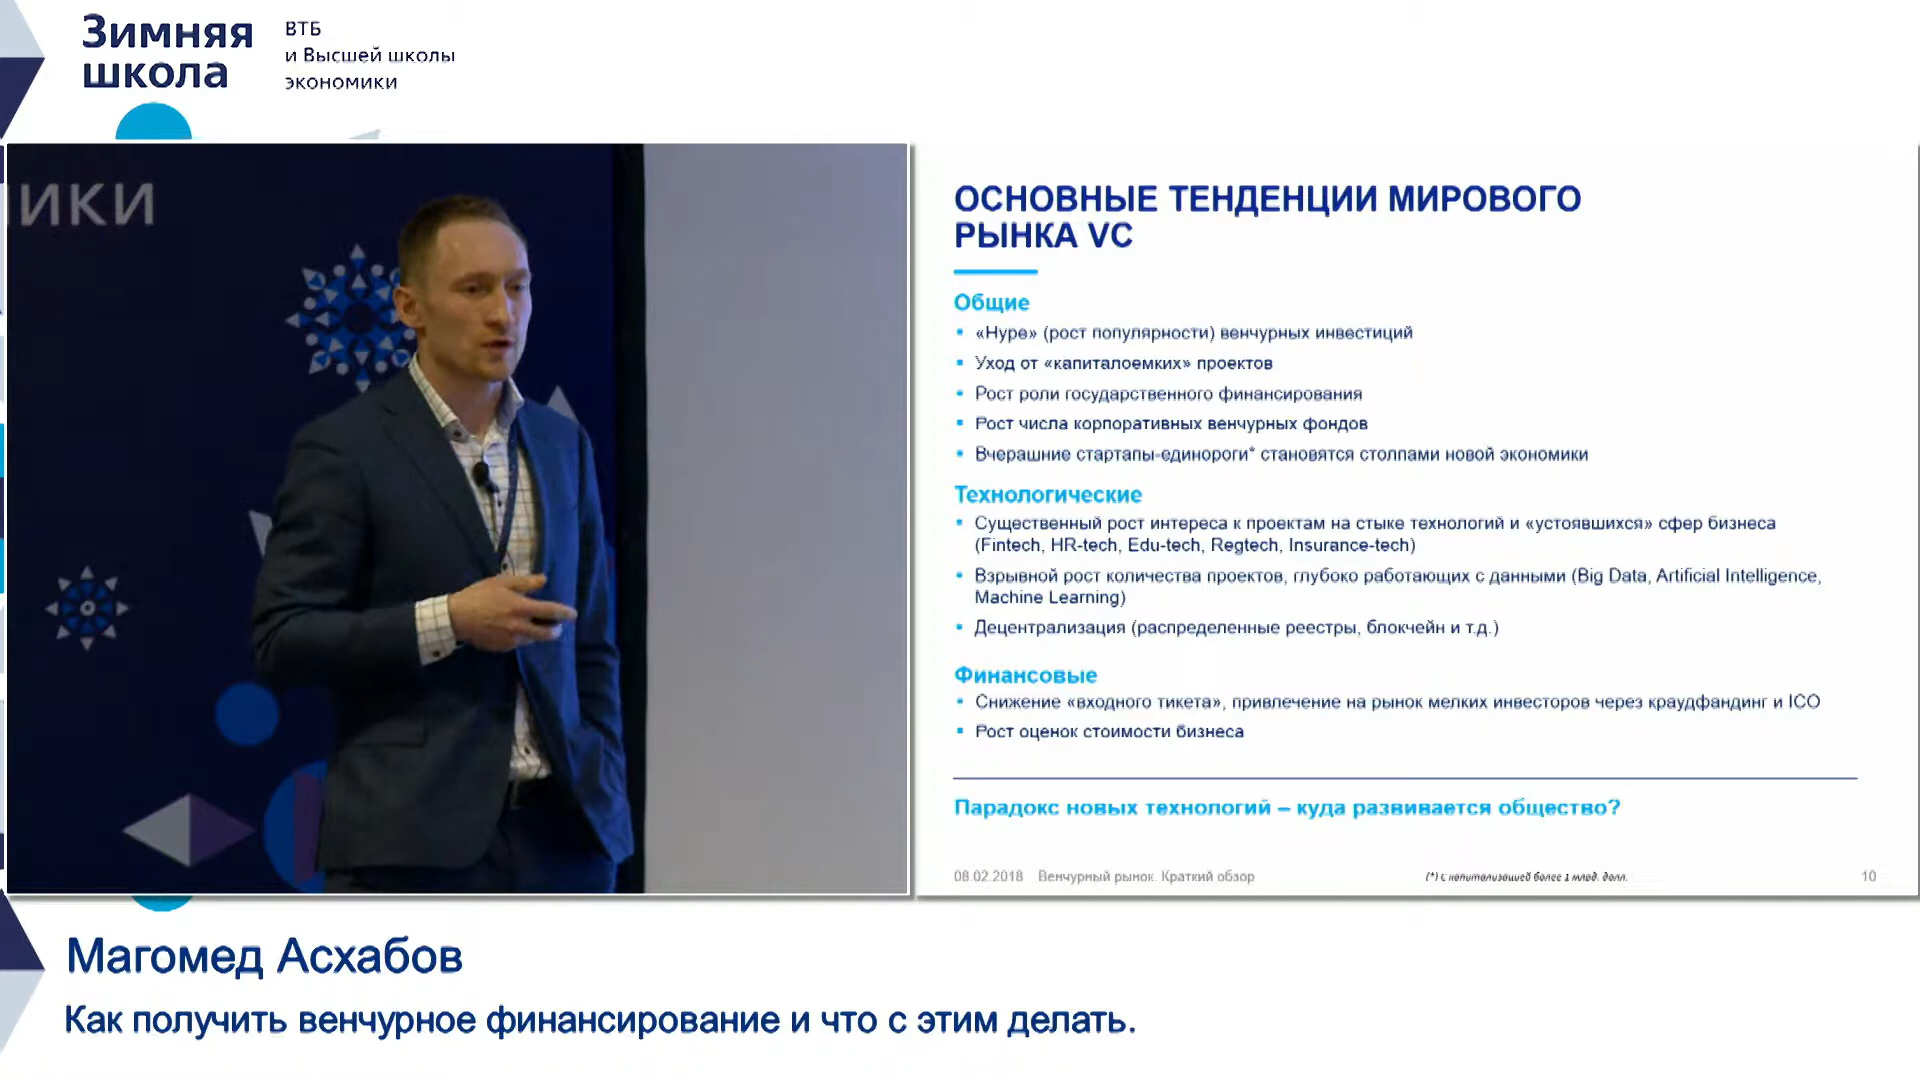 Зимняя
школа
ВТБ
и Высшей школы
экономики
ИКИ
ОСНОВНЫЕ ТЕНДЕНЦИИ МИРОВОГО
РЫНКА VC
Общие
«Hype» (рост популярности) венчурных инвестиций
Уход от «капиталоемких» проектов
Рост роли государственного финансирования
Рост числа корпоративных венчурных фондов
Вчерашние стартапы-единороги* становятся столпами новой экономики
Технологические
Существенный рост интереса к проектам на стыке технологий и «устоявшихся» сфер бизнеса
(Fintech, HR-tech, Edu-tech, Regtech, Insurance-tech)
Взрывной рост количества проектов, глубоко работающих с данными (Big Data, Artificial Intelligence,
Machine Learning)
Децентрализация (распределенные реестры, блокчейн и т.д.)
Финансовые
Снижение «входного тикета», привлечение на рынок мелких инвесторов через краудфандинг и ICO
Рост оценок стоимости бизнеса
Парадокс новых технологий – куда развивается общество?
08.02.2018 Венчурный рынок. Краткий обзор (*) с капитализацией более 1 млрд. долл. 10
Магомед Асхабов
Как получить венчурное финансирование и что с этим делать.